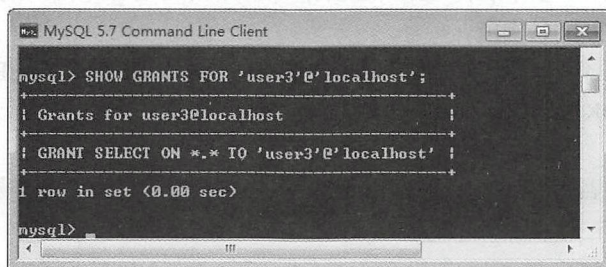 MySQL 5.7 Command Line Client
mysql> SHOW GRANTS FOR 'user3'@'localhost';
+-----------------------------------------------+
| Grants for user3@localhost |
+-----------------------------------------------+
| GRANT SELECT ON *.* TO 'user3'@'localhost' |
+-----------------------------------------------+
1 row in set (0.00 sec)
mysql>